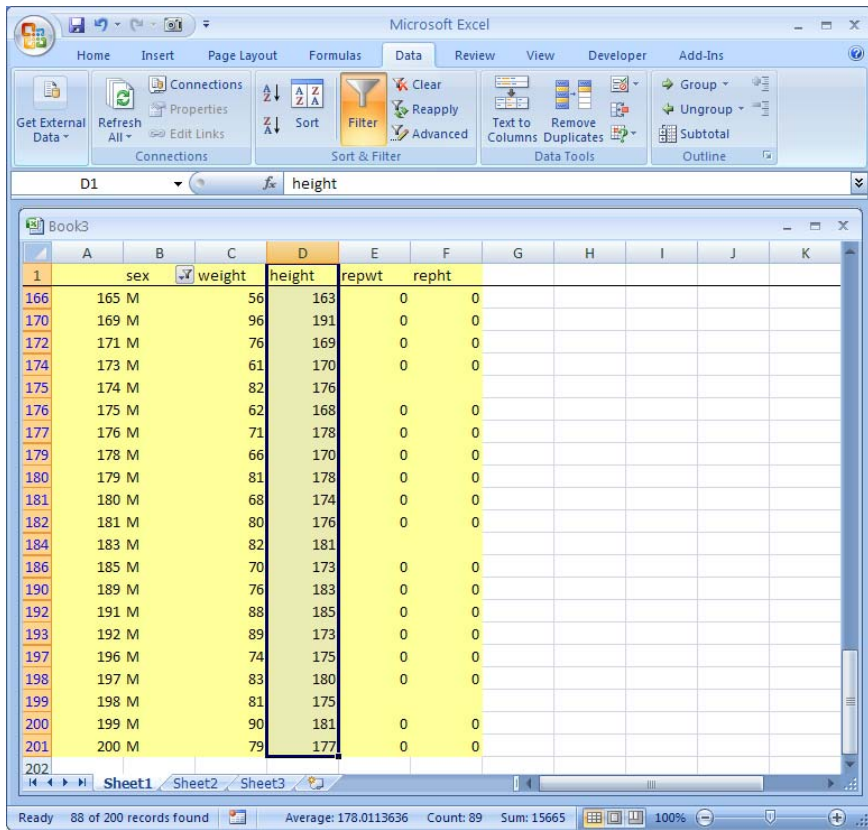 Microsoft Excel
Home Insert Page Layout Formulas Data Review View Developer Add-Ins
Get External Data
Refresh All
Connections
Properties
Edit Links
Connections
Sort
Filter
Clear
Reapply
Advanced
Sort & Filter
Text to Columns
Remove Duplicates
Data Tools
Group
Ungroup
Subtotal
Outline
D1 fx height
Book3
A B C D E F G H I J K
1 sex weight height repwt repht
166 165 M 56 163 0 0
170 169 M 96 191 0 0
172 171 M 76 169 0 0
174 173 M 61 170 0 0
175 174 M 82 176
176 175 M 62 168 0 0
177 176 M 71 178 0 0
179 178 M 66 170 0 0
180 179 M 81 178 0 0
181 180 M 68 174 0 0
182 181 M 80 176 0 0
184 183 M 82 181
186 185 M 70 173 0 0
190 189 M 76 183 0 0
192 191 M 88 185 0 0
193 192 M 89 173 0 0
197 196 M 74 175 0 0
198 197 M 83 180 0 0
199 198 M 81 175
200 199 M 90 181 0 0
201 200 M 79 177 0 0
202
Sheet1 Sheet2 Sheet3
Ready 88 of 200 records found Average: 178.0113636 Count: 89 Sum: 15665 100%